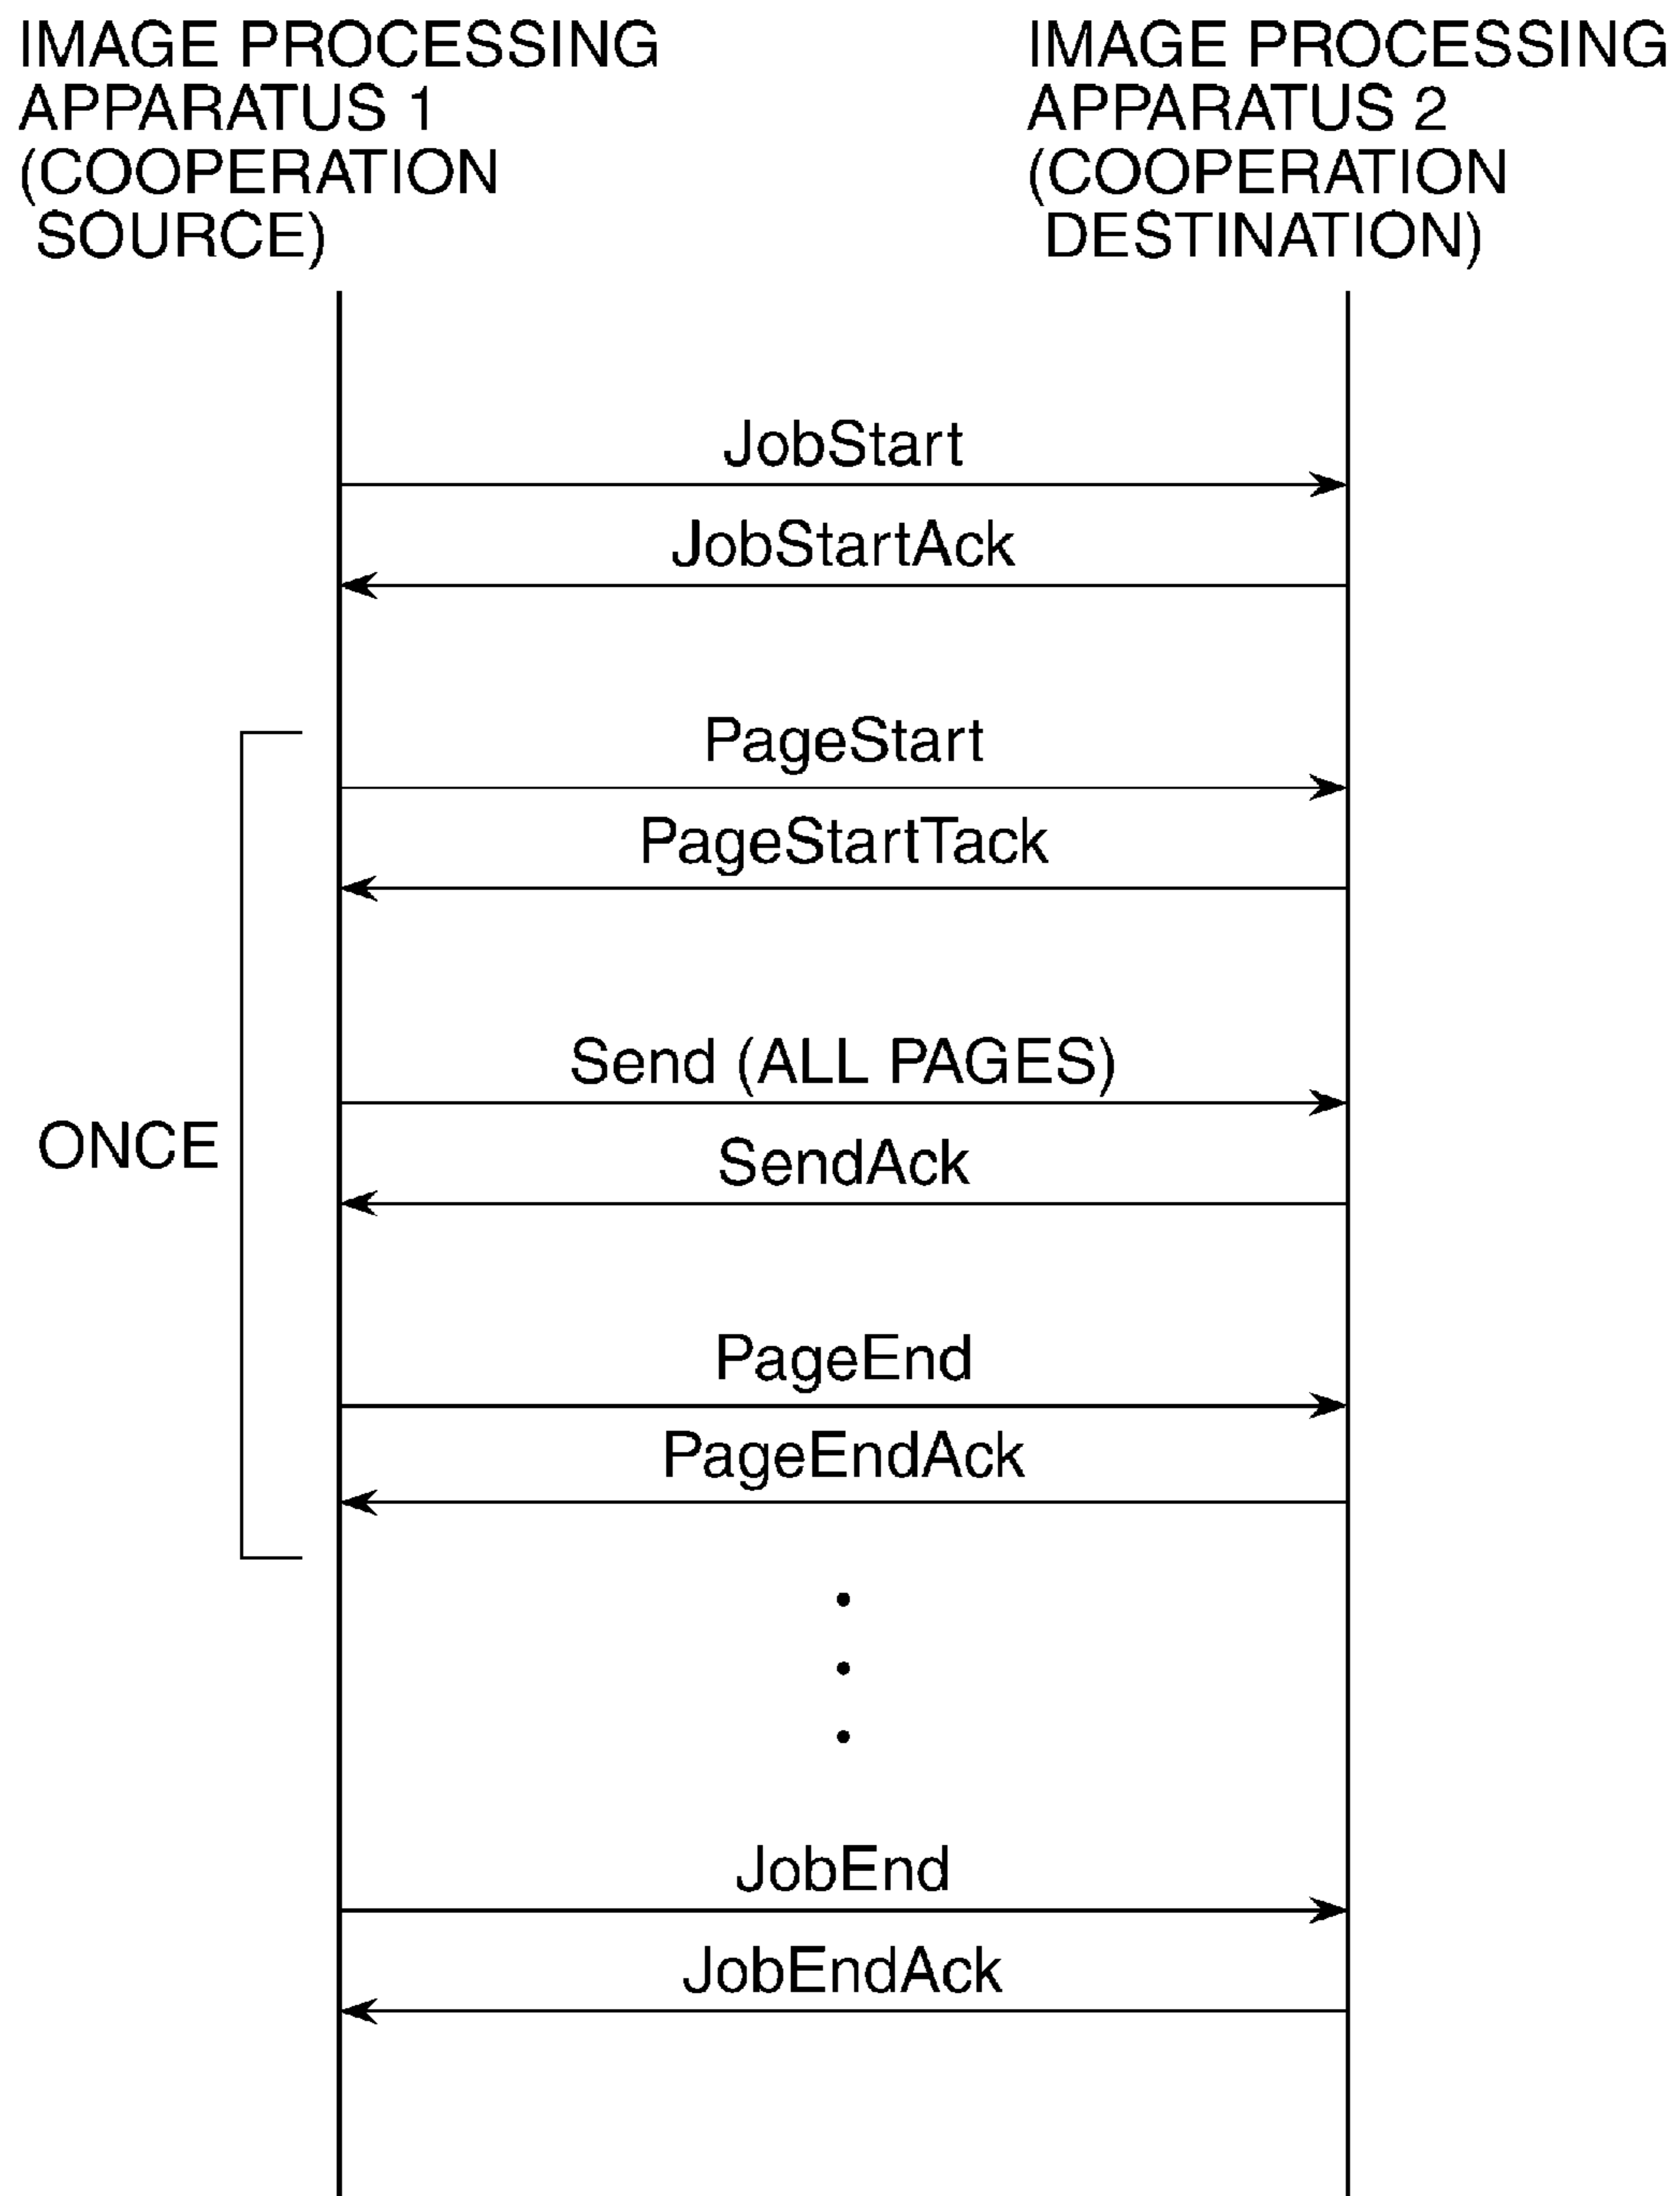 IMAGE PROCESSING
APPARATUS 1
(COOPERATION
SOURCE)
IMAGE PROCESSING
APPARATUS 2
(COOPERATION
DESTINATION)
JobStart
JobStartAck
PageStart
PageStartTack
Send (ALL PAGES)
ONCE
SendAck
PageEnd
PageEndAck
JobEnd
JobEndAck